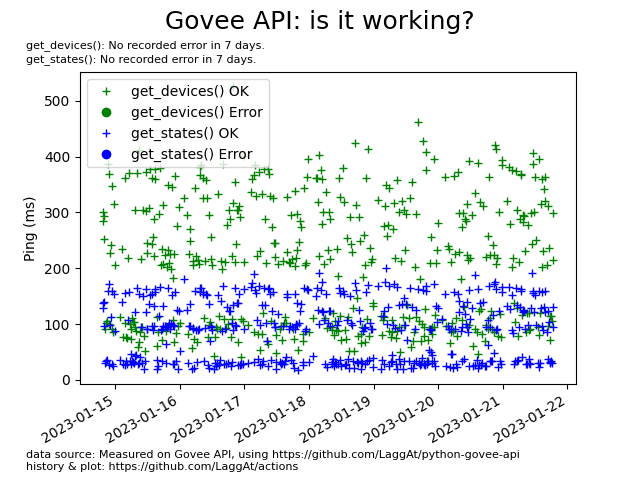 Govee API: is it working?
get_devices(): No recorded error in 7 days.
get_states(): No recorded error in 7 days.
get_devices() OK
get_devices() Error
get_states() OK
get_states() Error
Ping (ms)
500
400
300
200
100
0
2023-01-15
2023-01-16
2023-01-17
2023-01-18
2023-01-19
2023-01-20
2023-01-21
2023-01-22
data source: Measured on Govee API, using https://github.com/LaggAt/python-govee-api
history & plot: https://github.com/LaggAt/actions